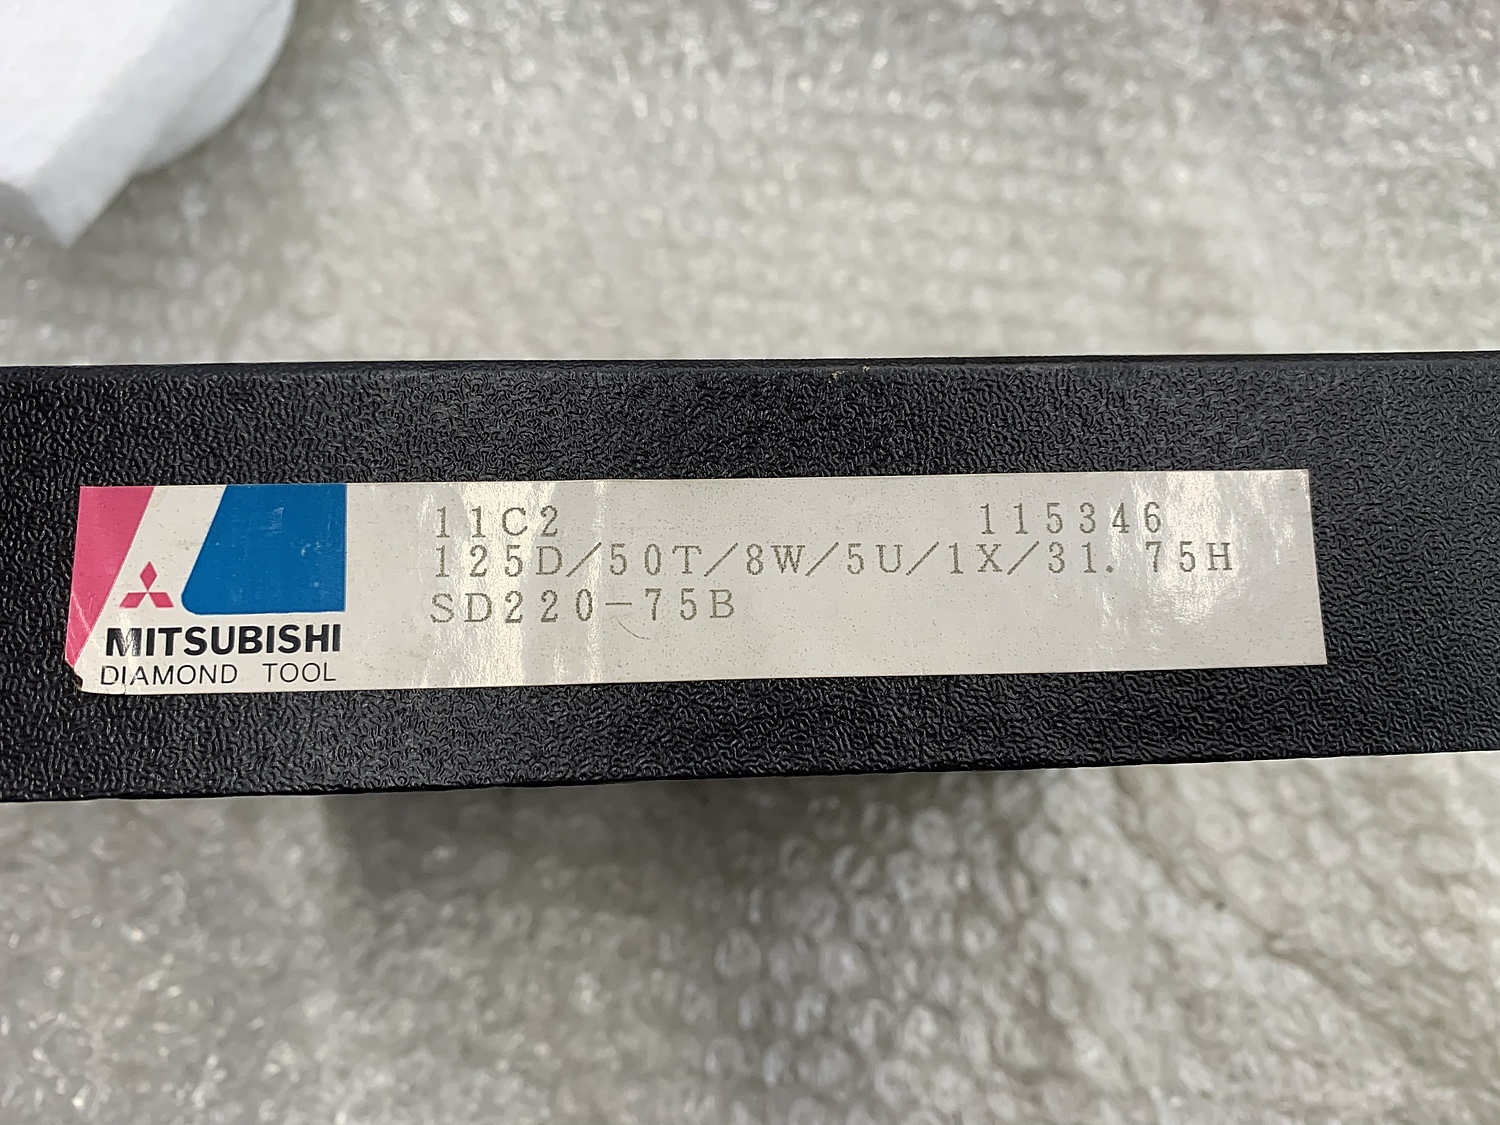 11C2 115346
125D/50T/8W/5U/1X/31.75H
SD220-75B
MITSUBISHI
DIAMOND TOOL